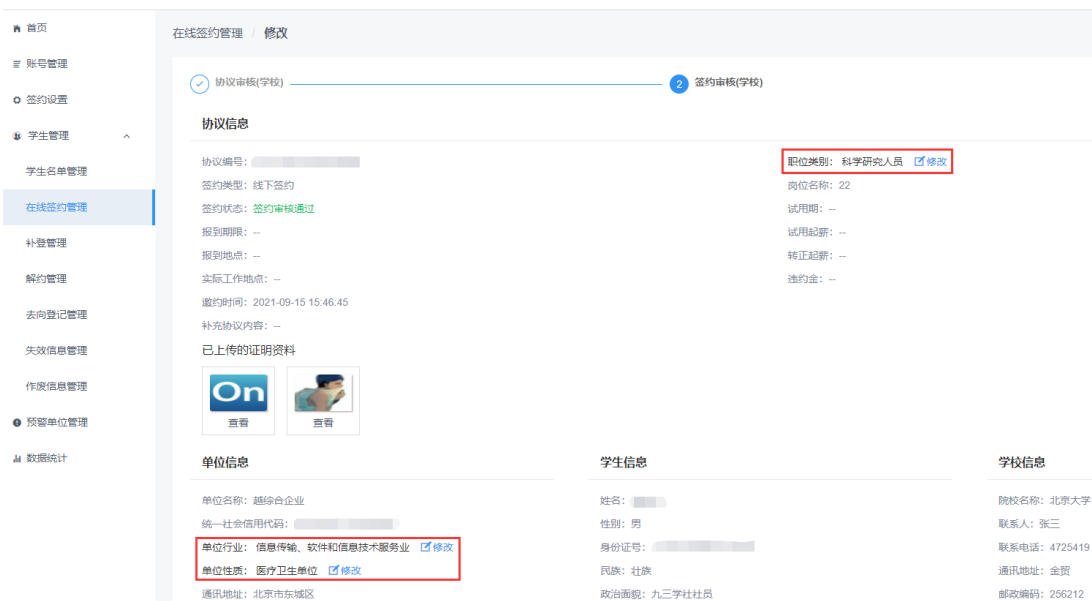 首页
账号管理
签约设置
学生管理
学生名单管理
在线签约管理
补登管理
解约管理
去向登记管理
失效信息管理
作废信息管理
预警单位管理
数据统计
在线签约管理 / 修改
协议审核(学校)
2 签约审核(学校)
协议信息
协议编号：
签约类型：线下签约
签约状态：签约审核通过
报到期限：--
报到地点：--
实际工作地点：--
邀约时间：2021-09-15 15:46:45
补充协议内容：--
职位类别：科学研究人员 修改
岗位名称：22
试用期：--
试用起薪：--
转正起薪：--
违约金：--
已上传的证明资料
On
查看
查看
单位信息
单位名称：越综合企业
统一社会信用代码：
单位行业：信息传输、软件和信息技术服务业 修改
单位性质：医疗卫生单位 修改
通讯地址：北京市东城区
学生信息
姓名：
性别：男
身份证号：
民族：壮族
政治面貌：九三学社社员
学校信息
院校名称：北京大学
联系人：张三
联系电话：4725419
通讯地址：金贸
邮政编码：256212